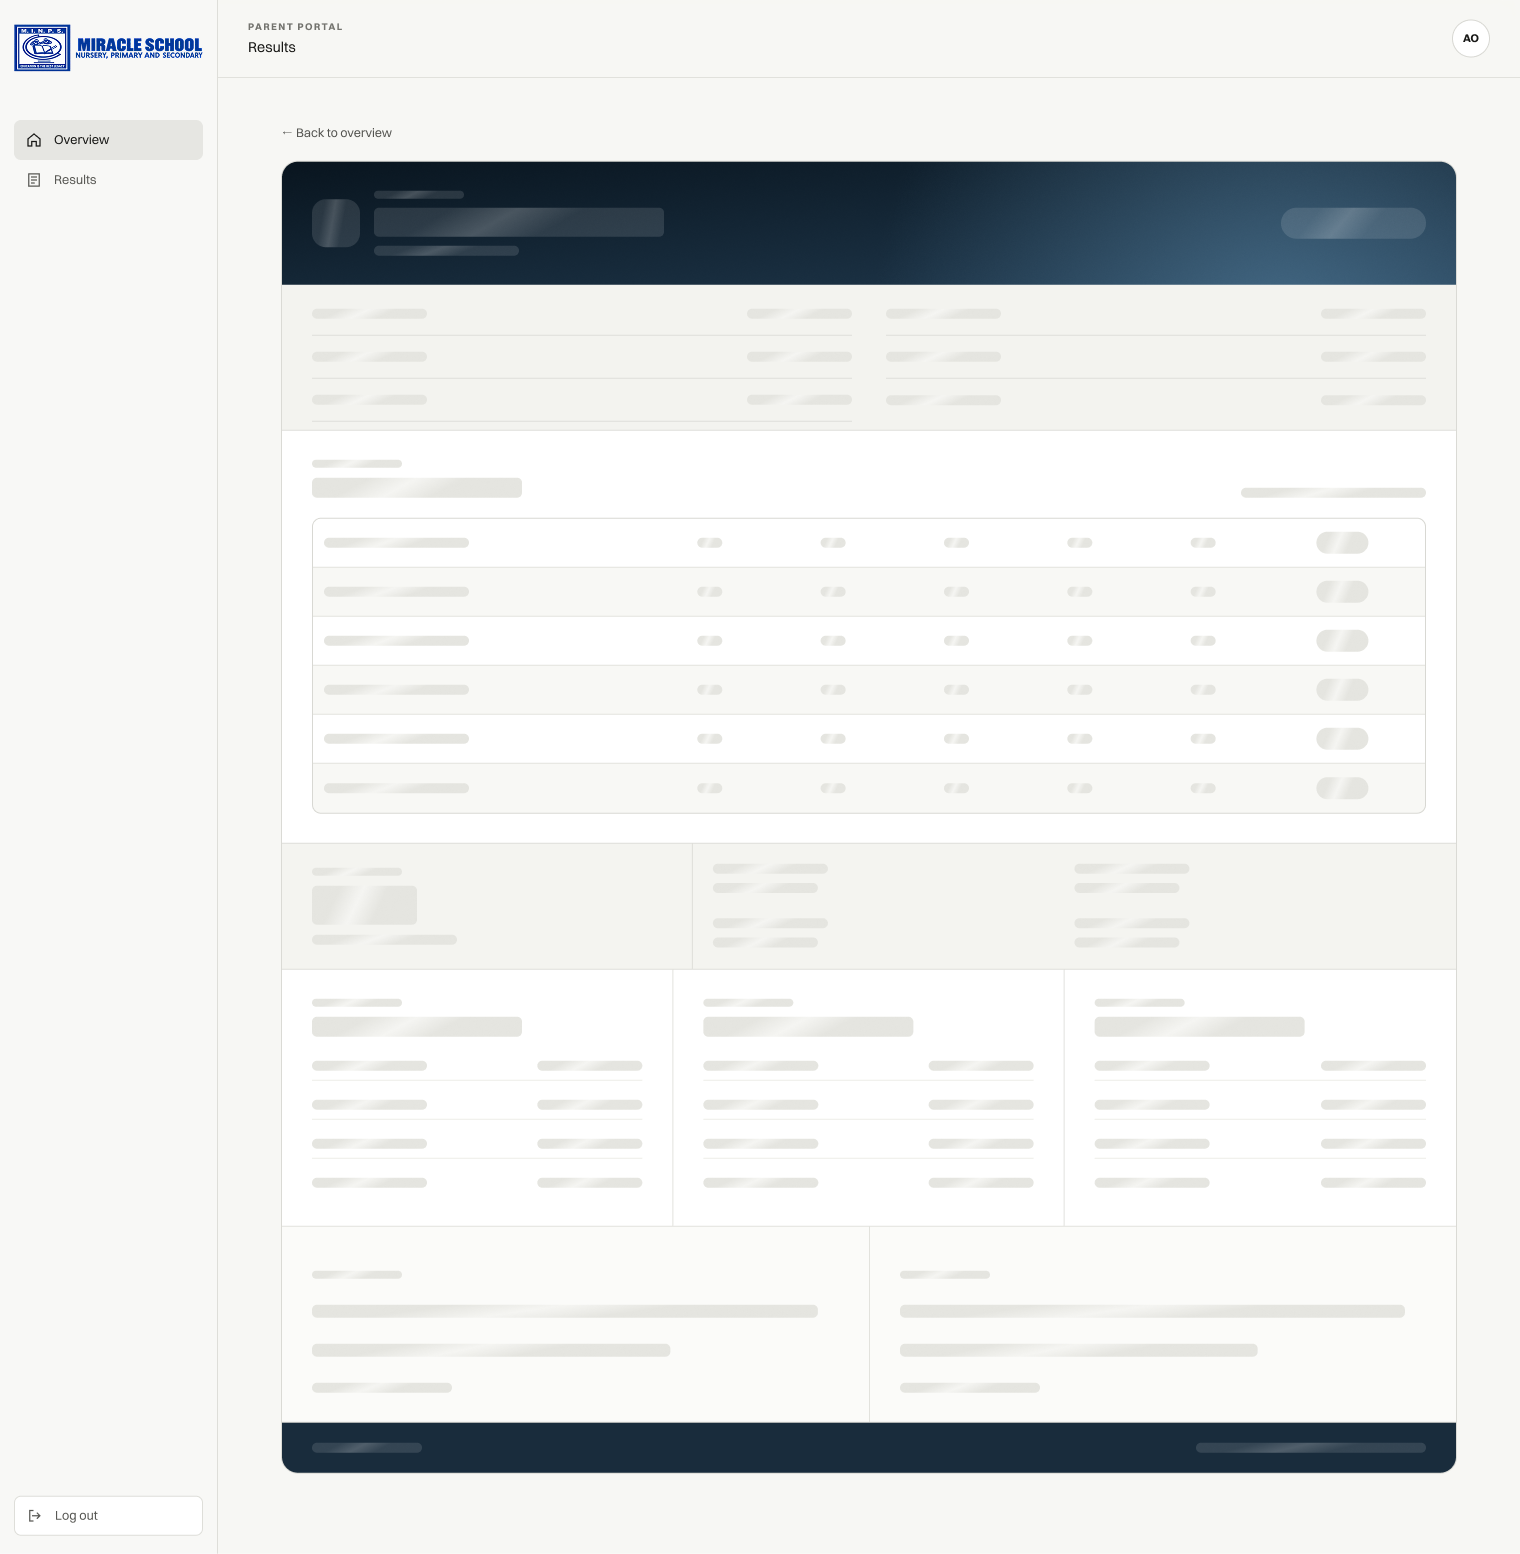 M.I.N.P.S.
MIRACLE SCHOOL
NURSERY, PRIMARY AND SECONDARY
Overview
Results
Log out
PARENT PORTAL
Results
AO
← Back to overview